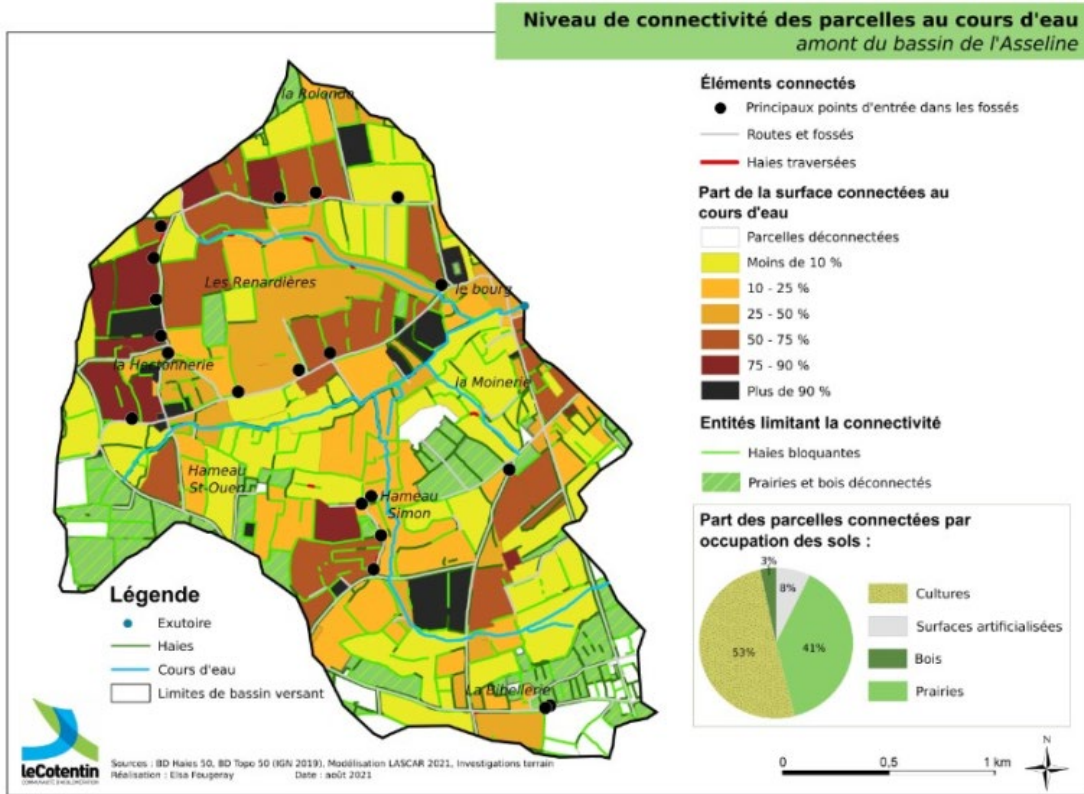 Niveau de connectivité des parcelles au cours d'eau
amont du bassin de l'Asseline
Éléments connectés
Principaux points d'entrée dans les fossés
Routes et fossés
Haies traversées
Part de la surface connectées au
cours d'eau
Parcelles déconnectées
Moins de 10 %
10 - 25 %
25 - 50 %
50 - 75 %
75 - 90 %
Plus de 90 %
Entités limitant la connectivité
Haies bloquantes
Prairies et bois déconnectés
Part des parcelles connectées par
occupation des sols :
3%
8%
53%
41%
Cultures
Surfaces artificialisées
Bois
Prairies
la Rolande
Les Renardières
le bourg
la Hectonnerie
la Moinerie
Hameau
St-Ouen
Hameau
Simon
La Bibellerie
Légende
Exutoire
Haies
Cours d'eau
Limites de bassin versant
leCotentin
COMMUNAUTÉ D'AGGLOMÉRATION
Sources : BD Haies 50, BD Topo 50 (IGN 2019), Modélisation LASCAR 2021, Investigations terrain
Réalisation : Elsa Fougeray Date : août 2021
0 0,5 1 km
N